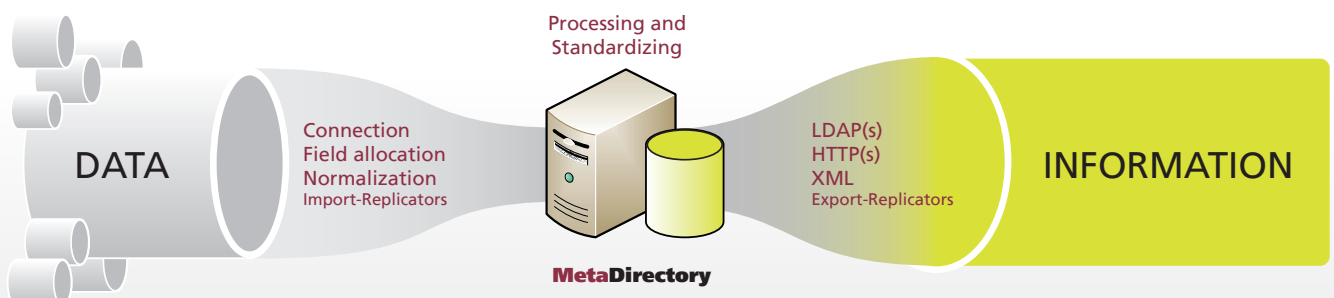 Processing and
Standardizing
DATA
Connection
Field allocation
Normalization
Import-Replicators
LDAP(s)
HTTP(s)
XML
Export-Replicators
INFORMATION
MetaDirectory